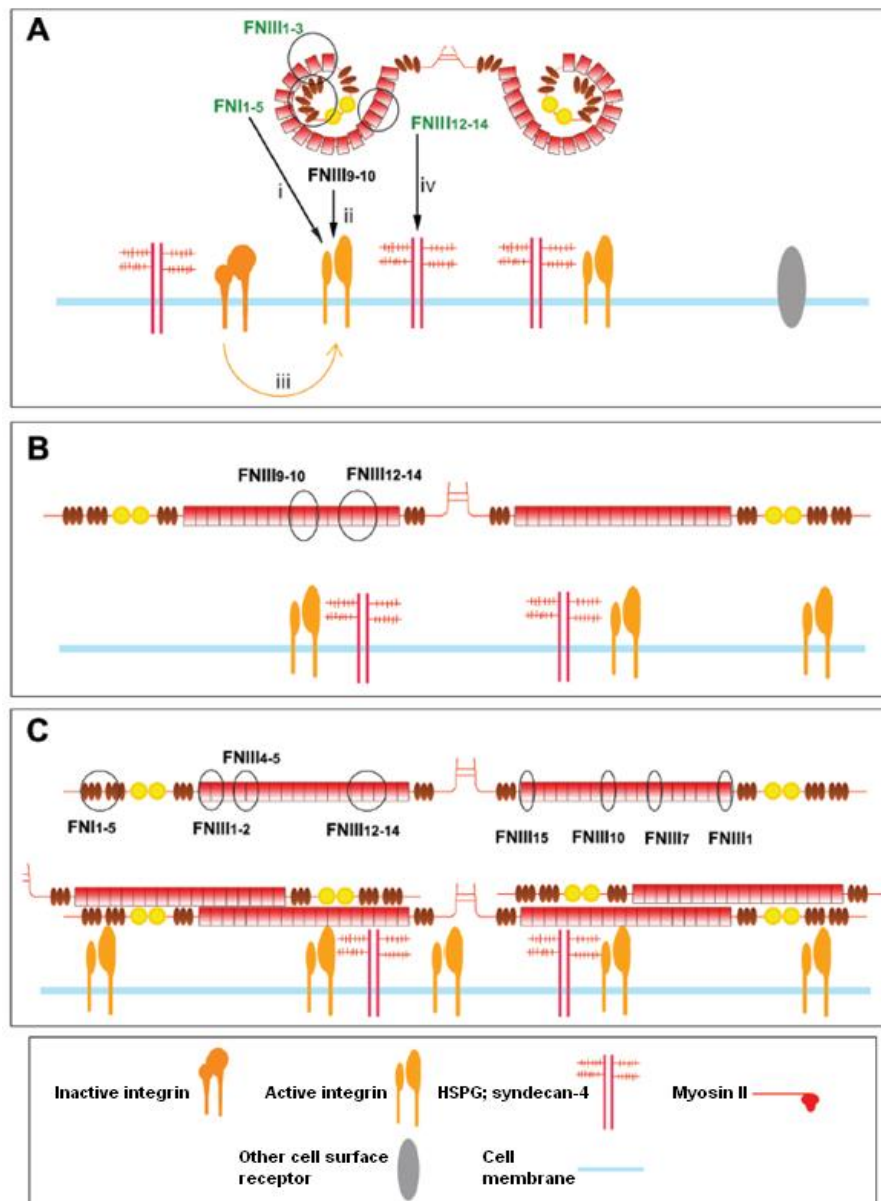 A
FNIII1-3
FNI1-5
FNIII12-14
FNIII9-10
i
ii
iv
iii
B
FNIII9-10
FNIII12-14
C
FNIII4-5
FNI1-5
FNIII1-2
FNIII12-14
FNIII15
FNIII10
FNIII7
FNIII1
Inactive integrin
Active integrin
HSPG; syndecan-4
Myosin II
Other cell surface
receptor
Cell
membrane